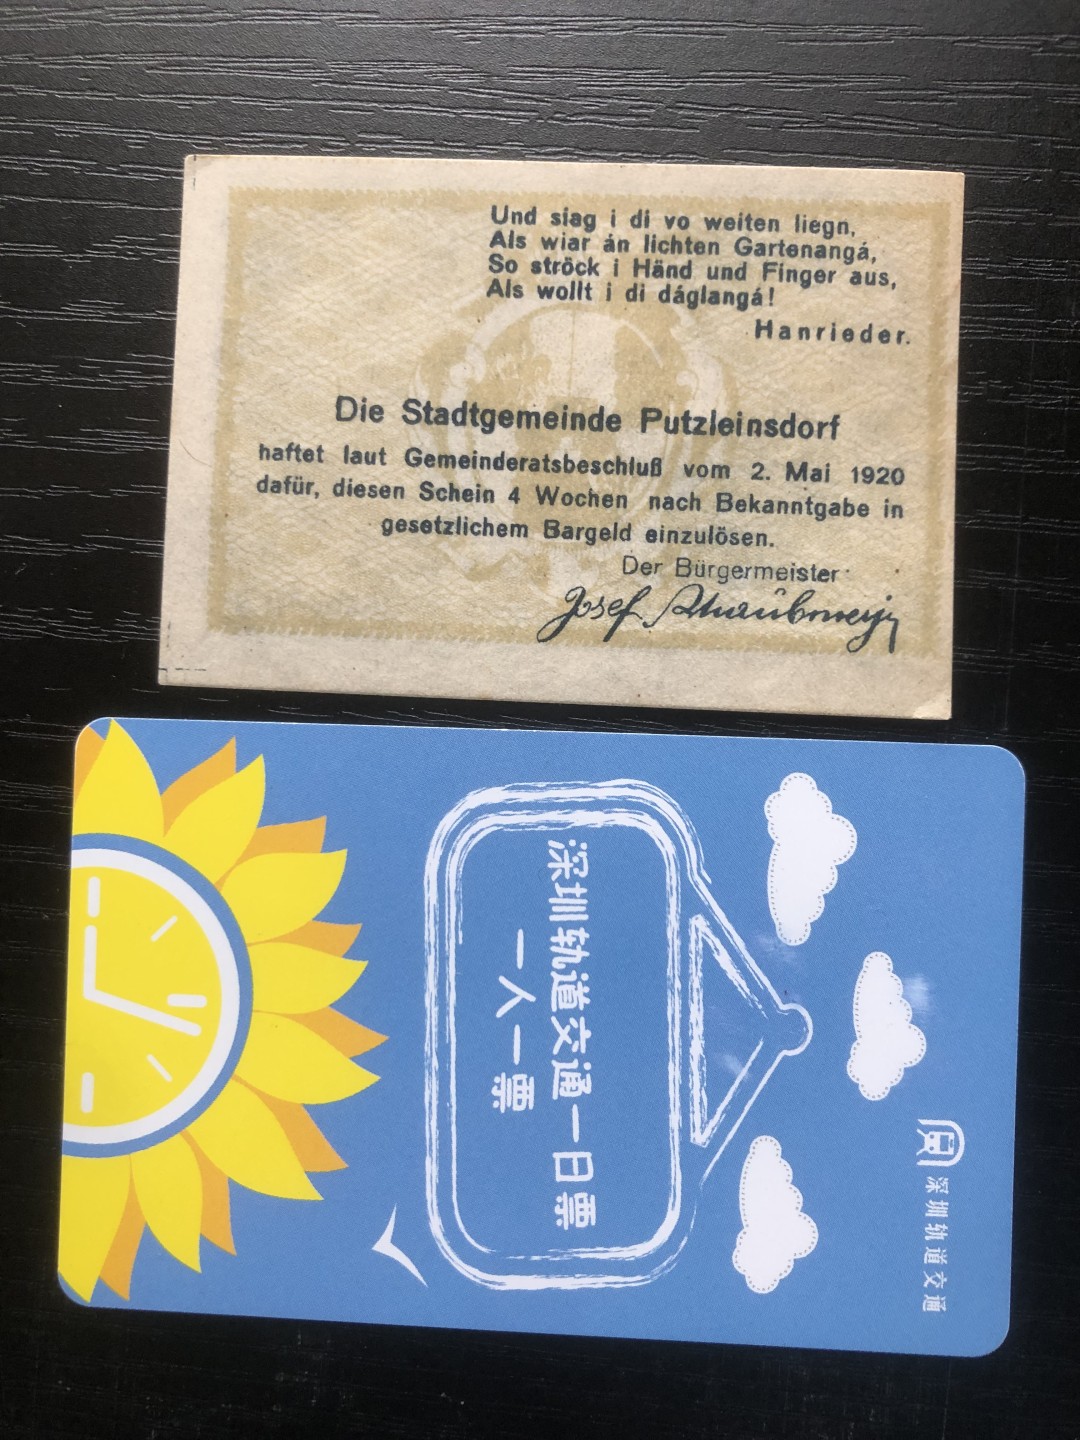 Und siag i di vo weiten liegn,
Als wiar án lichten Gartenangá,
So ströck i Händ und Finger aus,
Als wollt i di dáglangá!
Hanrieder.
Die Stadtgemeinde Putzleinsdorf
haftet laut Gemeinderatsbeschluß vom 2. Mai 1920
dafür, diesen Schein 4 Wochen nach Bekanntgabe in
gesetzlichem Bargeld einzulösen.
Der Bürgermeister
Josef
深圳轨道交通
深圳轨道交通一日票
一人一票